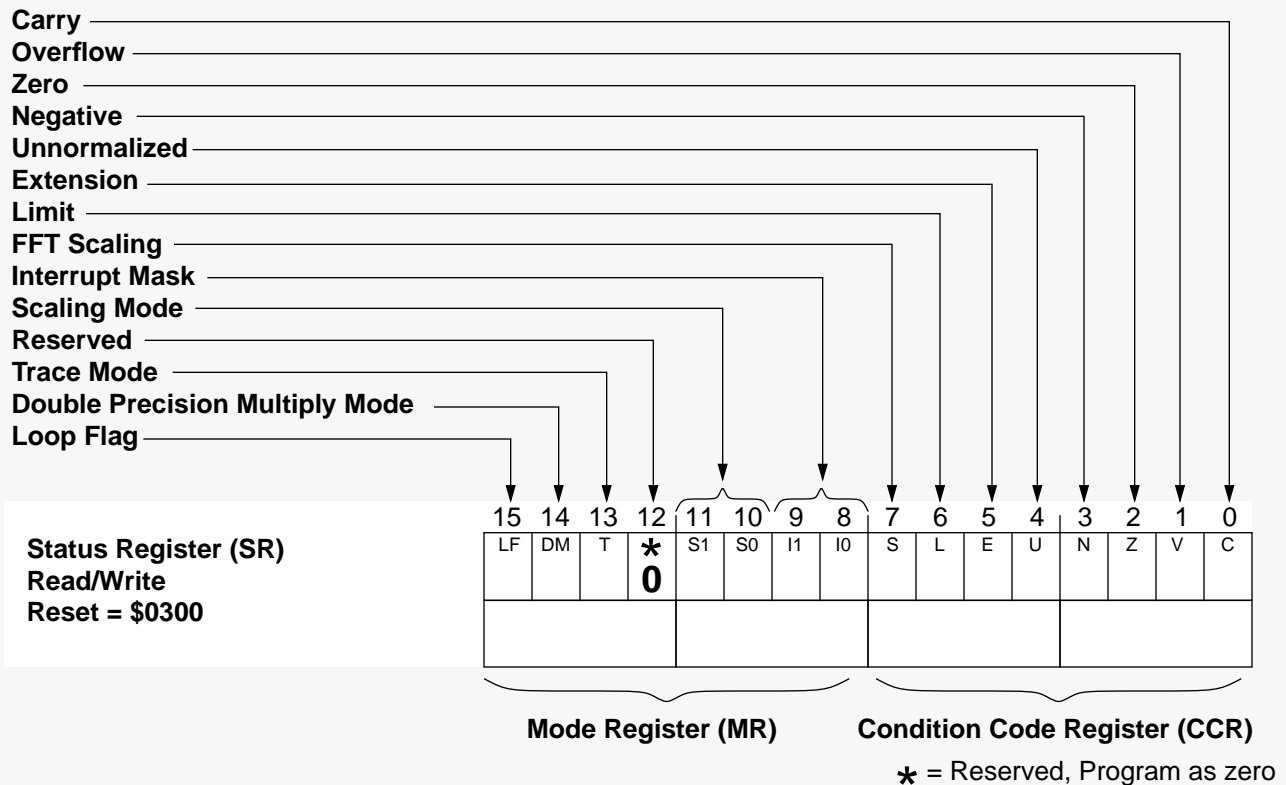 Carry
Overflow
Zero
Negative
Unnormalized
Extension
Limit
FFT Scaling
Interrupt Mask
Scaling Mode
Reserved
Trace Mode
Double Precision Multiply Mode
Loop Flag
15 14 13 12 11 10 9 8 7 6 5 4 3 2 1 0
LF DM T * S1 S0 I1 I0 S L E U N Z V C
0
Status Register (SR)
Read/Write
Reset = $0300
Mode Register (MR) Condition Code Register (CCR)
* = Reserved, Program as zero